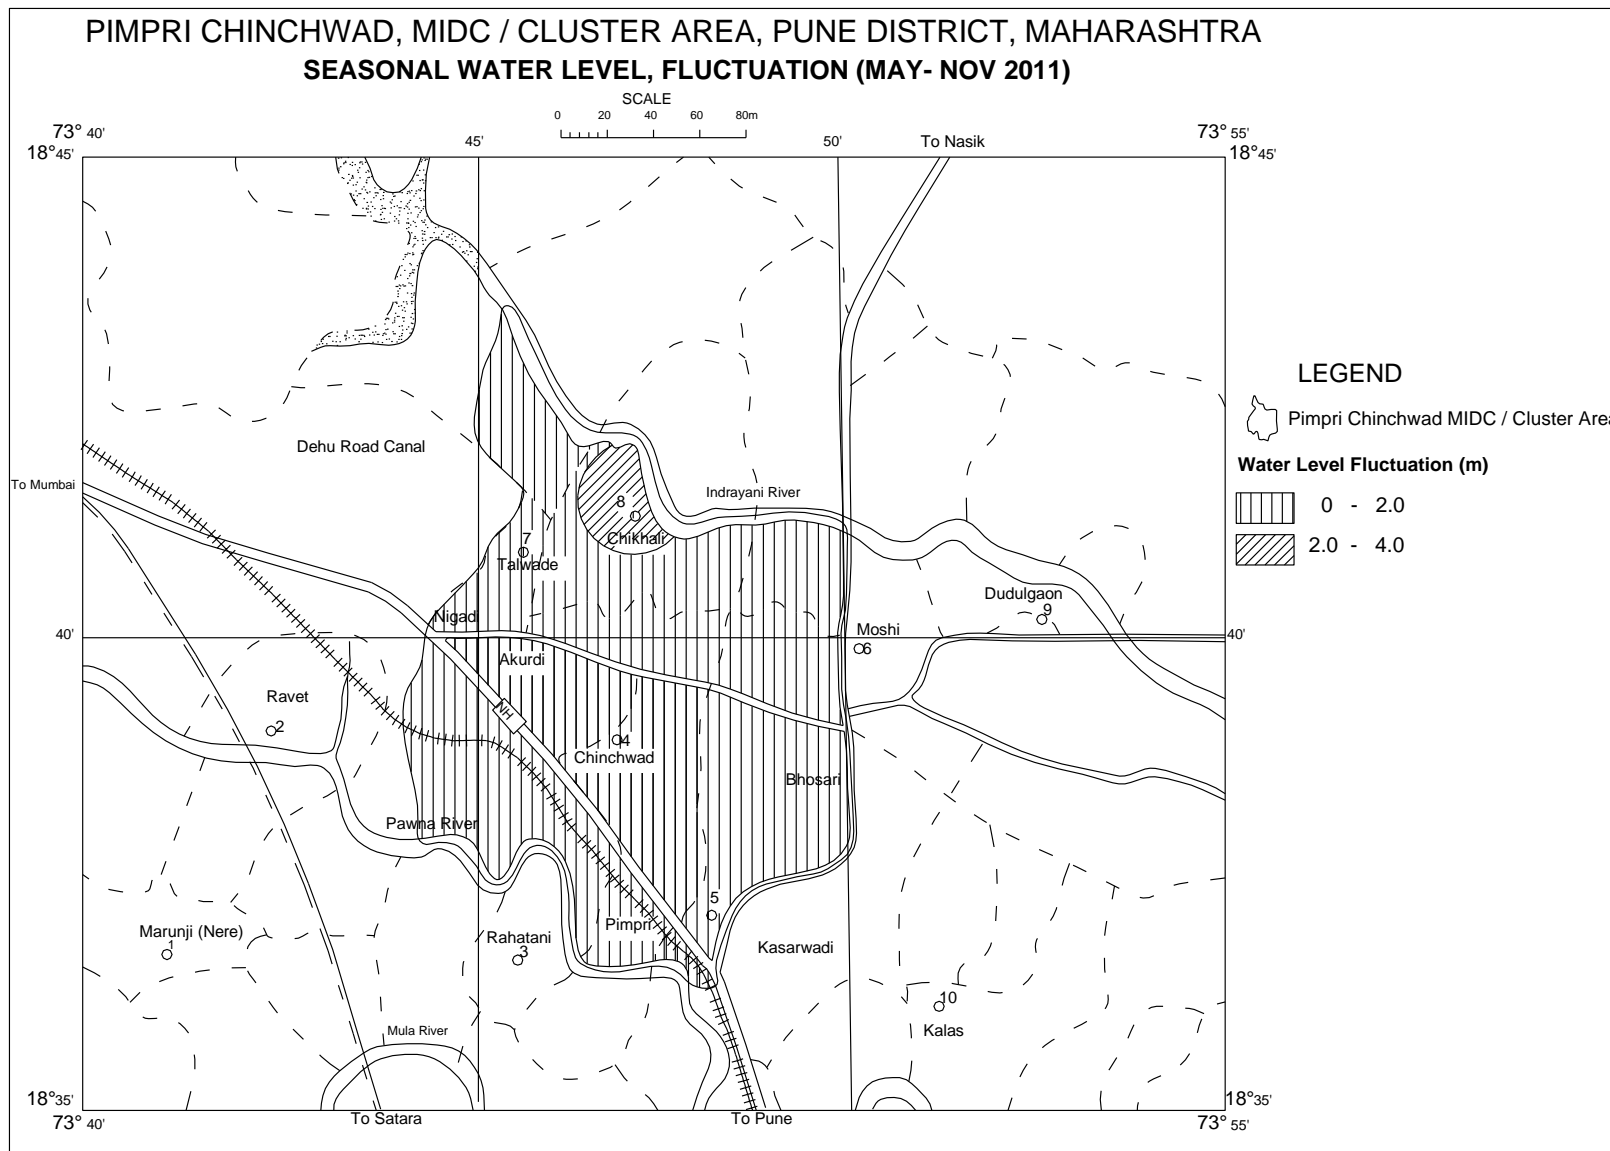 PIMPRI CHINCHWAD, MIDC / CLUSTER AREA, PUNE DISTRICT, MAHARASHTRA
SEASONAL WATER LEVEL, FLUCTUATION (MAY- NOV 2011)
SCALE
0 20 40 60 80m
73° 40' 45' 50' To Nasik 73° 55'
18° 45' 18° 45'
LEGEND
Pimpri Chinchwad MIDC / Cluster Area
Dehu Road Canal
Water Level Fluctuation (m)
To Mumbai
Indrayani River
8
0 - 2.0
Chikhali
2.0 - 4.0
7
Talwade
Dudulgaon
9
Nigadi
40' 40'
Moshi
6
Akurdi
Ravet
2
NH
4
Chinchwad
Bhosari
Pawna River
5
Pimpri
Marunji (Nere)
1
Rahatani
3
Kasarwadi
10
Kalas
Mula River
18° 35' 18° 35'
73° 40' To Satara To Pune 73° 55'